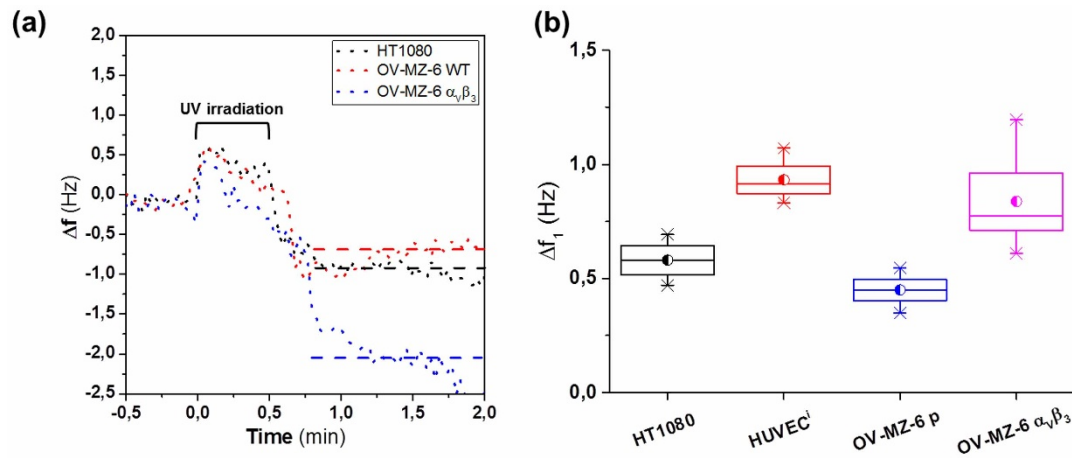 (a)
2,0
1,5
1,0
0,5
0,0
-0,5
-1,0
-1,5
-2,0
-2,5
Δf (Hz)
HT1080
OV-MZ-6 WT
OV-MZ-6 αvβ3
UV irradiation
-0,5 0,0 0,5 1,0 1,5 2,0
Time (min)
(b)
1,5
1,0
0,5
0,0
Δf1 (Hz)
HT1080
HUVECi
OV-MZ-6 p
OV-MZ-6 αvβ3